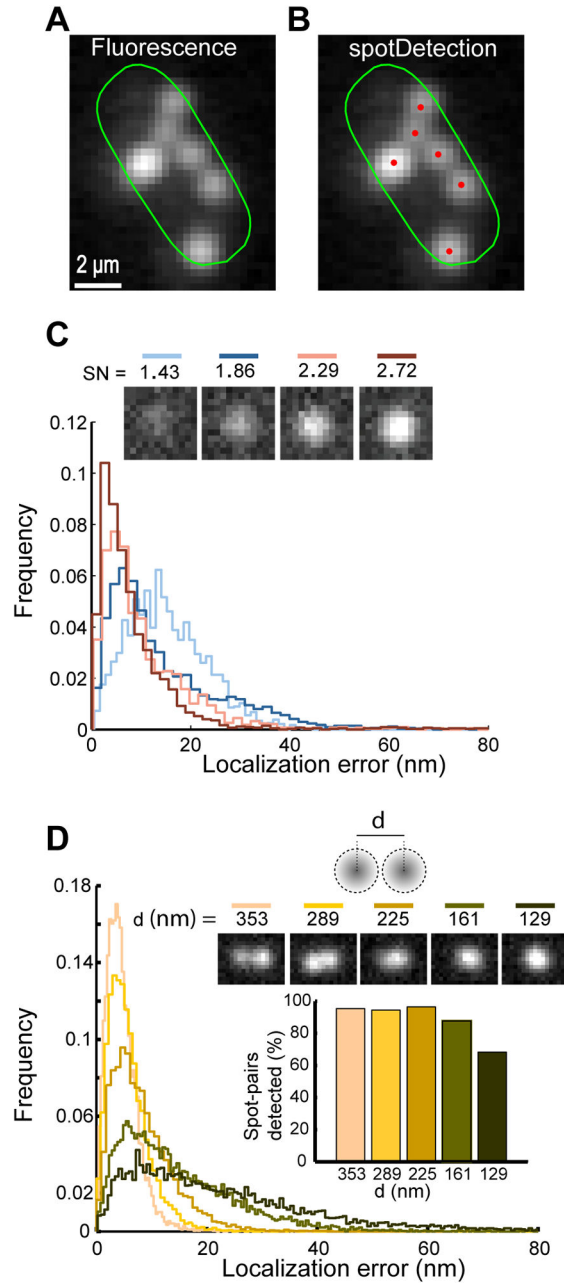 A
B
Fluorescence
spotDetection
2 µm
C
SN =
1.43
1.86
2.29
2.72
0.12
0.1
0.08
0.06
0.04
0.02
0
Frequency
0
20
40
60
80
Localization error (nm)
D
d
d (nm) =
353
289
225
161
129
0.18
0.14
0.1
0.06
0.02
0
Frequency
100
80
60
40
20
0
Spot-pairs
detected (%)
353
289
225
161
129
d (nm)
0
20
40
60
80
Localization error (nm)